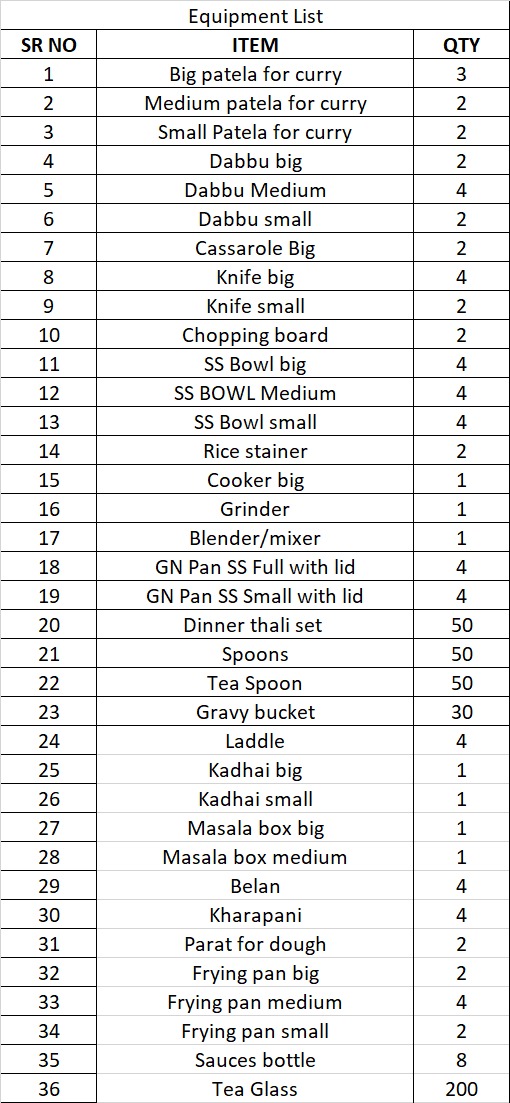 Equipment List
SR NO ITEM QTY
1 Big patela for curry 3
2 Medium patela for curry 2
3 Small Patela for curry 2
4 Dabbu big 2
5 Dabbu Medium 4
6 Dabbu small 2
7 Cassarole Big 2
8 Knife big 4
9 Knife small 2
10 Chopping board 2
11 SS Bowl big 4
12 SS BOWL Medium 4
13 SS Bowl small 4
14 Rice stainer 2
15 Cooker big 1
16 Grinder 1
17 Blender/mixer 1
18 GN Pan SS Full with lid 4
19 GN Pan SS Small with lid 4
20 Dinner thali set 50
21 Spoons 50
22 Tea Spoon 50
23 Gravy bucket 30
24 Laddle 4
25 Kadhai big 1
26 Kadhai small 1
27 Masala box big 1
28 Masala box medium 1
29 Belan 4
30 Kharapani 4
31 Parat for dough 2
32 Frying pan big 2
33 Frying pan medium 4
34 Frying pan small 2
35 Sauces bottle 8
36 Tea Glass 200